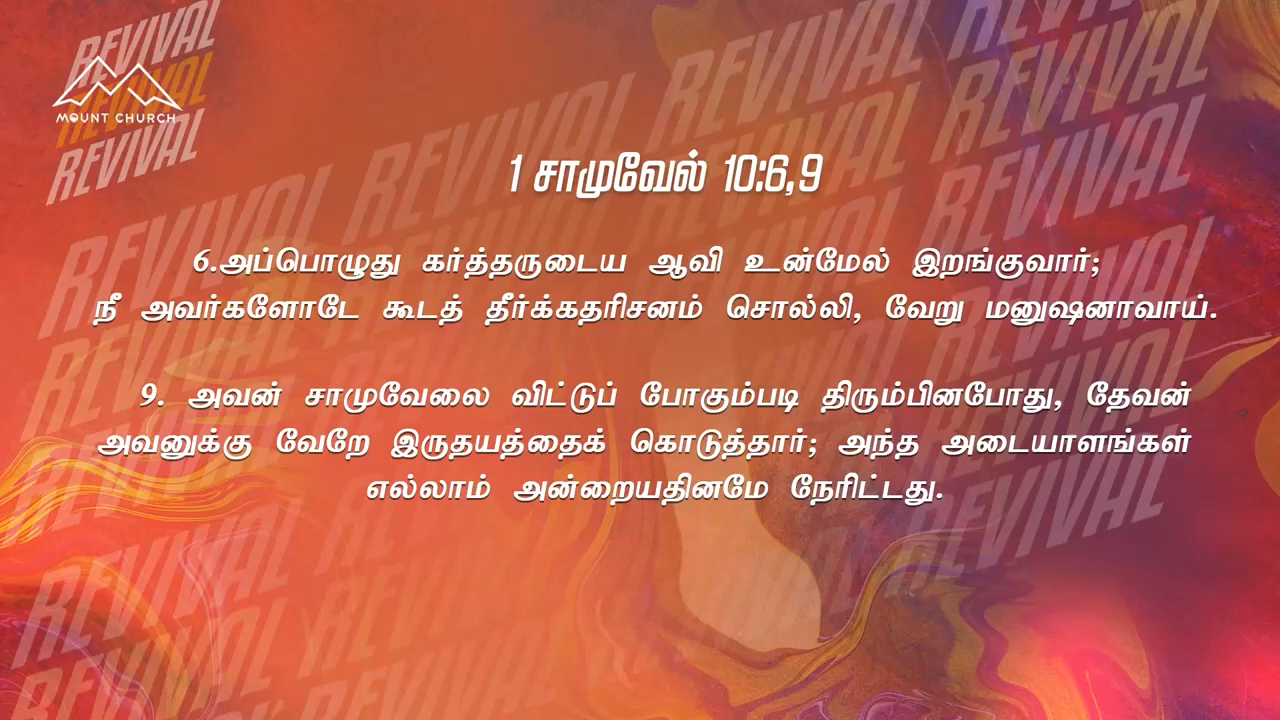 REVIVAL
REVIVAL
REVIVAL
MOUNT CHURCH
1 சாமுவேல் 10:6,9
6.அப்பொழுது கர்த்தருடைய ஆவி உன்மேல் இறங்குவார்;
நீ அவர்களோடே கூடத் தீர்க்கதரிசனம் சொல்லி, வேறு மனுஷனாவாய்.
9. அவன் சாமுவேலை விட்டுப் போகும்படி திரும்பினபோது, தேவன்
அவனுக்கு வேறே இருதயத்தைக் கொடுத்தார்; அந்த அடையாளங்கள்
எல்லாம் அன்றையதினமே நேரிட்டது.